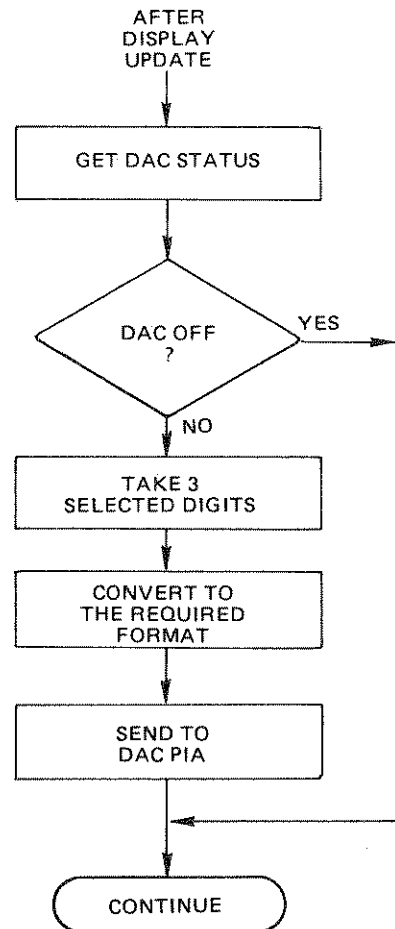 AFTER
DISPLAY
UPDATE
GET DAC STATUS
DAC OFF
?
YES
NO
TAKE 3
SELECTED DIGITS
CONVERT TO
THE REQUIRED
FORMAT
SEND TO
DAC PIA
CONTINUE